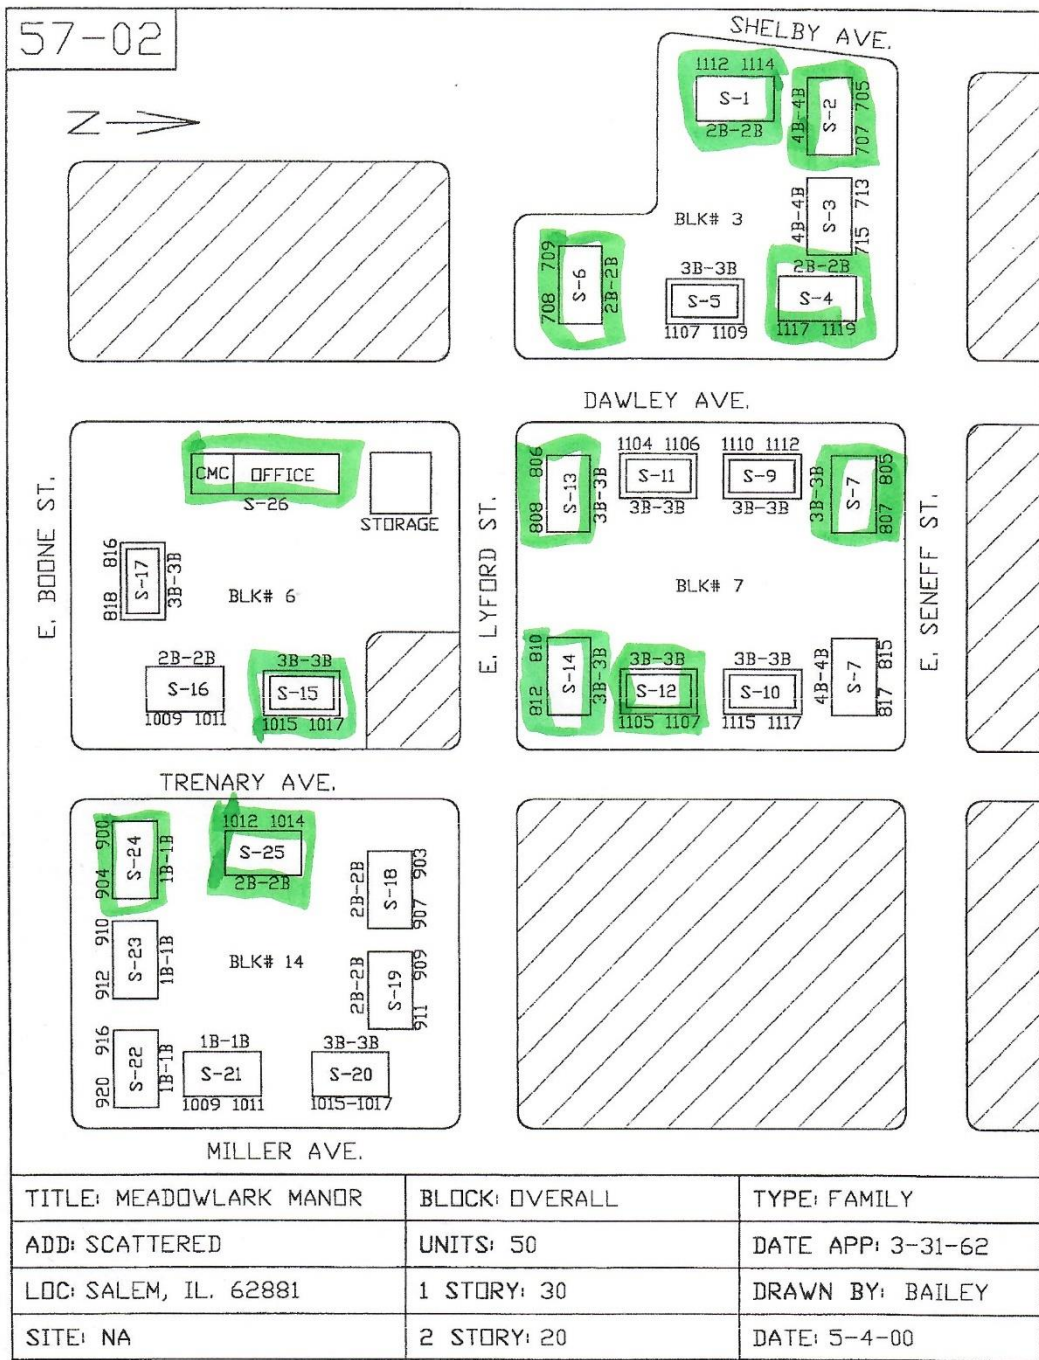 57-02
SHELBY AVE.
N
1112 1114
S-1
2B-2B
4B-4B
S-2
705
707
4B-4B
S-3
713
715
BLK# 3
709
708
S-6
2B-2B
3B-3B
S-5
1107 1109
2B-2B
S-4
1117 1119
DAWLEY AVE.
E. BOONE ST.
CMC OFFICE
S-26
STORAGE
816
818
S-17
3B-3B
BLK# 6
2B-2B
S-16
1009 1011
3B-3B
S-15
1015 1017
E. LYFORD ST.
806
808
S-13
3B-3B
1104 1106
S-11
3B-3B
1110 1112
S-9
3B-3B
3B-3B
S-7
805
807
BLK# 7
810
812
S-14
3B-3B
3B-3B
S-12
1105 1107
3B-3B
S-10
1115 1117
4B-4B
S-7
815
817
E. SENEFF ST.
TRENARY AVE.
900
904
S-24
1B-1B
1012 1014
S-25
2B-2B
2B-2B
S-18
903
907
910
912
S-23
1B-1B
BLK# 14
2B-2B
S-19
909
911
916
920
S-22
1B-1B
1B-1B
S-21
1009 1011
3B-3B
S-20
1015-1017
MILLER AVE.
TITLE: MEADOWLARK MANOR BLOCK: OVERALL TYPE: FAMILY
ADD: SCATTERED UNITS: 50 DATE APP: 3-31-62
LOC: SALEM, IL. 62881 1 STORY: 30 DRAWN BY: BAILEY
SITE: NA 2 STORY: 20 DATE: 5-4-00